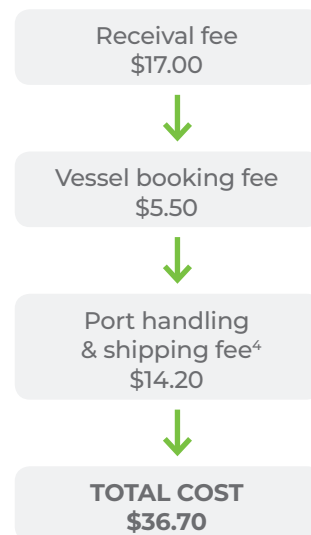 Receival fee
$17.00
Vessel booking fee
$5.50
Port handling
& shipping fee⁴
$14.20
TOTAL COST
$36.70